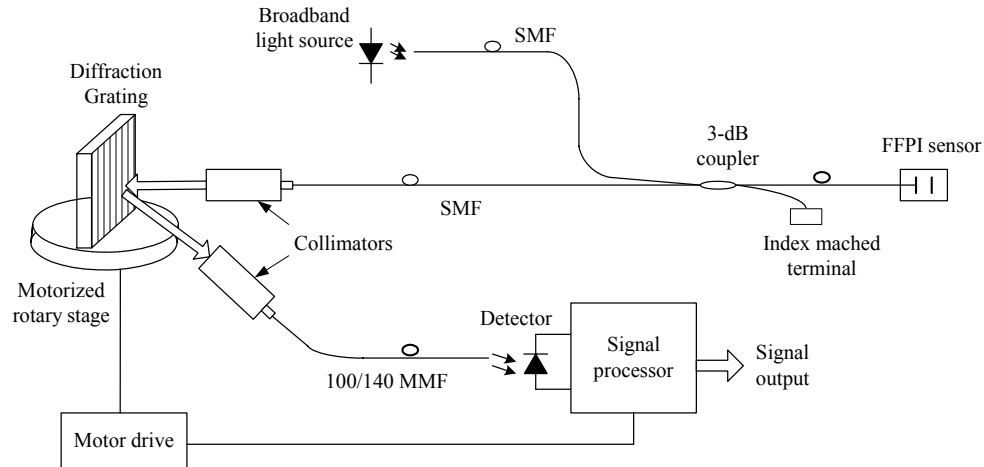 Broadband
light source
SMF
Diffraction
Grating
3-dB
coupler
FFPI sensor
SMF
Collimators
Index mached
terminal
Motorized
rotary stage
Detector
Signal
processor
Signal
output
100/140 MMF
Motor drive